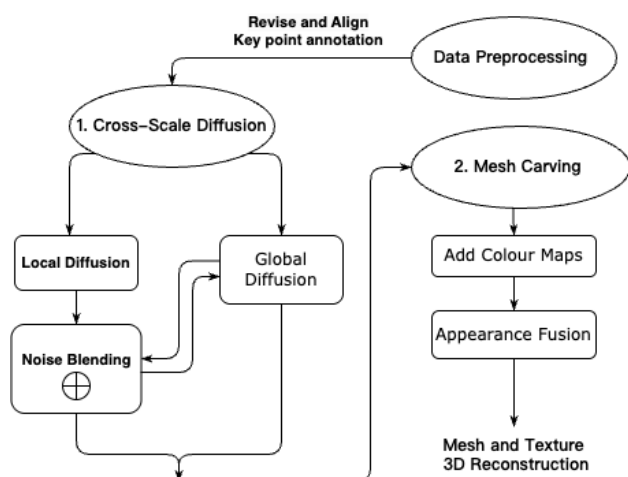 Revise and Align
Key point annotation
Data Preprocessing
1. Cross-Scale Diffusion
2. Mesh Carving
Local Diffusion
Global
Diffusion
Add Colour Maps
Noise Blending
Appearance Fusion
Mesh and Texture
3D Reconstruction